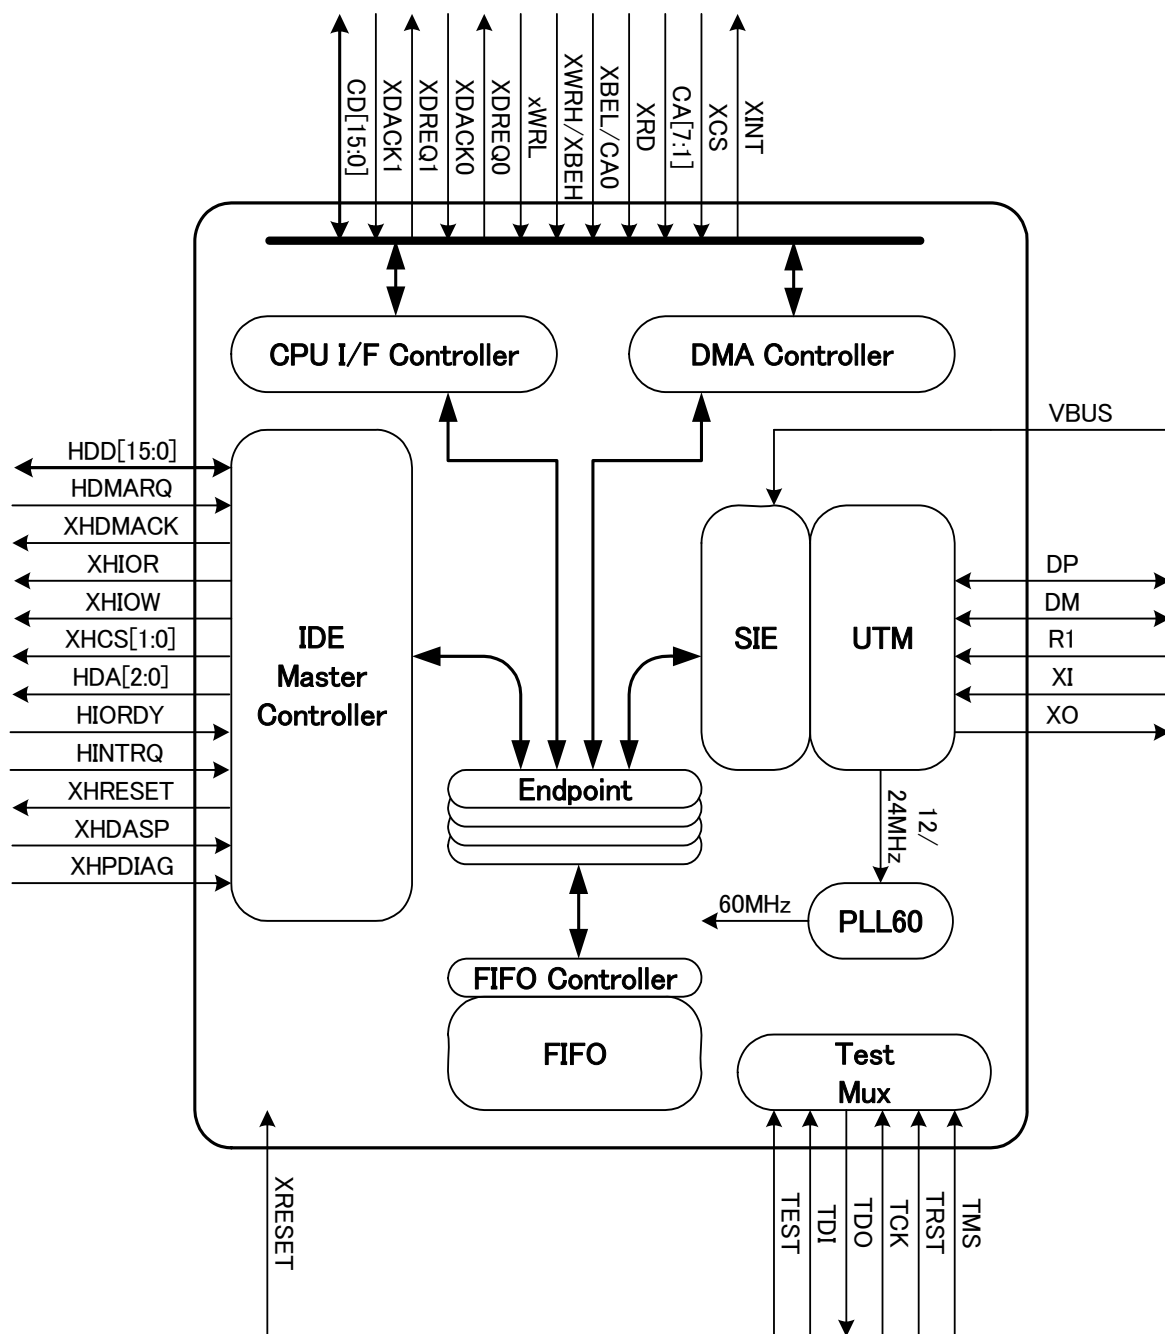 CD[15:0]
XDACK1
XDREQ1
XDACK0
XDREQ0
xWRL
XWRH/XBEH
XBEL/CA0
XRD
CA[7:1]
XCS
XINT
CPU I/F Controller
DMA Controller
VBUS
HDD[15:0]
HDMARQ
XHDMACK
XHIOR
XHIOW
XHCS[1:0]
HDA[2:0]
HIORDY
HINTRQ
XHRESET
XHDASP
XHPDIAG
IDE
Master
Controller
SIE
UTM
DP
DM
R1
XI
XO
Endpoint
12/
24MHz
60MHz
PLL60
FIFO Controller
FIFO
Test
Mux
XRESET
TEST
TDI
TDO
TCK
TRST
TMS